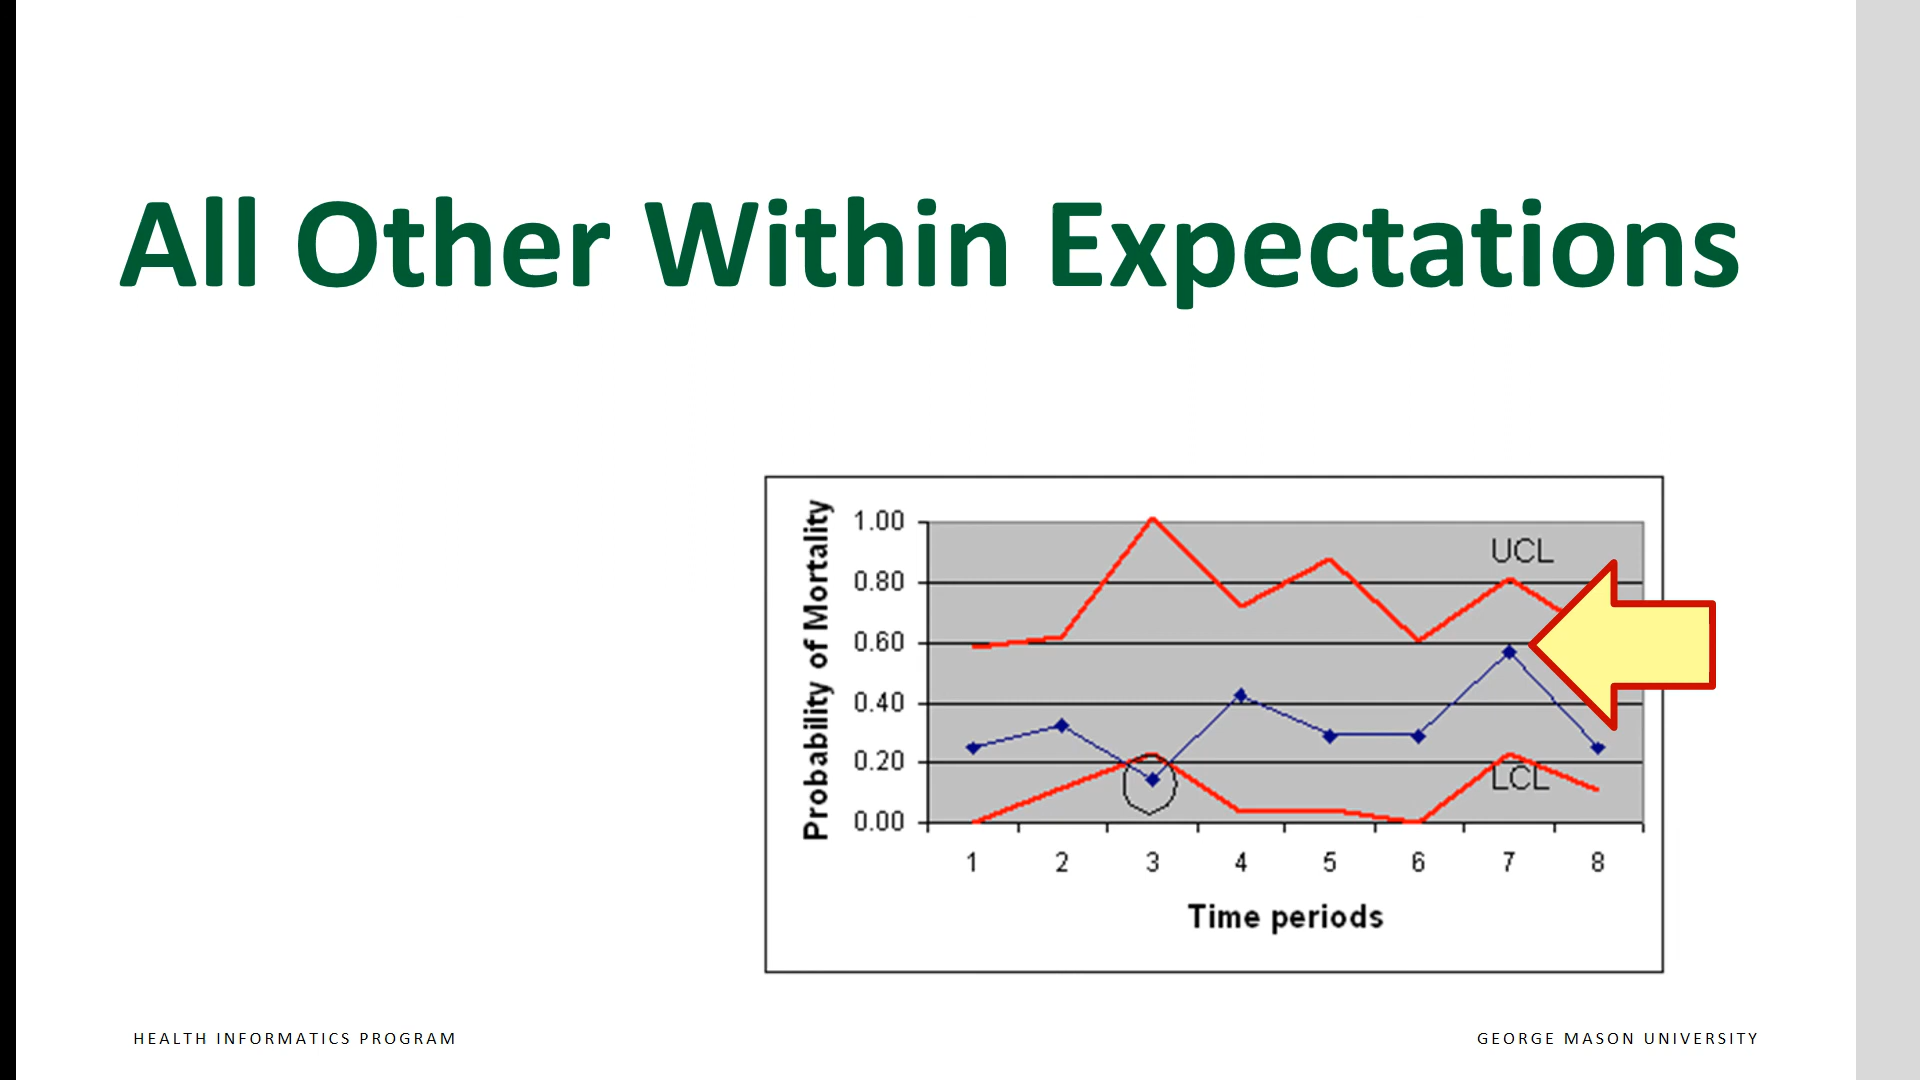 All Other Within Expectations
Probability of Mortality
1.00
0.80
0.60
0.40
0.20
0.00
UCL
LCL
1 2 3 4 5 6 7 8
Time periods
HEALTH INFORMATICS PROGRAM
GEORGE MASON UNIVERSITY